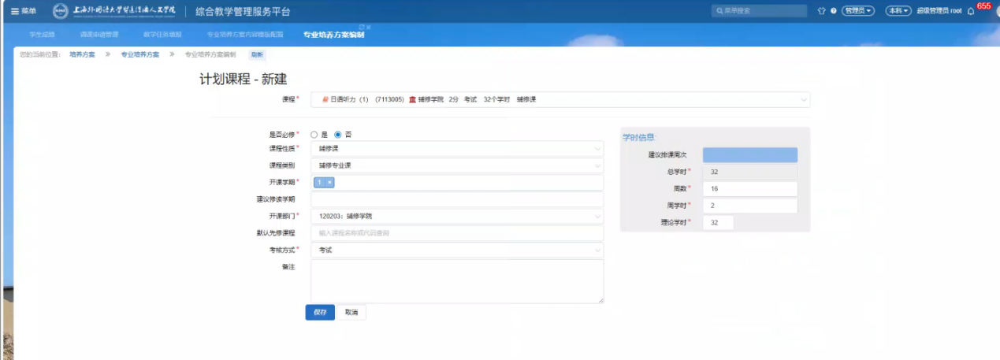 菜单 上海外国语大学贤达经济人文学院 综合教学管理服务平台 菜单搜索 管理员 本科 超级管理员 root 655
学生成绩 调课申请管理 教学任务填报 专业培养方案内容模版配置 专业培养方案编制
您的当前位置： 培养方案 » 专业培养方案 » 专业培养方案编制 刷新
计划课程 - 新建
课程* 日语听力（1） (7113005) 辅修学院 2分 考试 32个学时 辅修课
是否必修* 是 否
课程性质* 辅修课
课程类别 辅修专业课
开课学期* 1 ×
建议修读学期
开课部门* 120203：辅修学院
默认先修课程 输入课程名称或代码查询
考核方式* 考试
备注
保存 取消
学时信息
建议排课周次
总学时* 32
周数* 16
周学时* 2
理论学时* 32